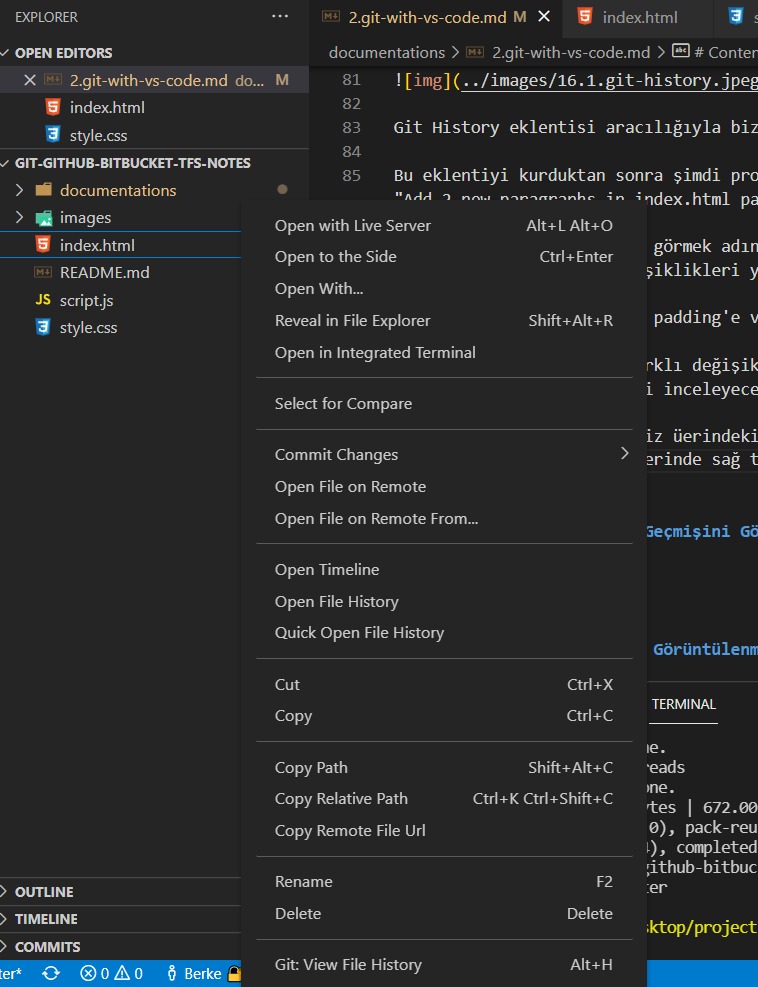 EXPLORER
OPEN EDITORS
2.git-with-vs-code.md do... M
index.html
style.css
GIT-GITHUB-BITBUCKET-TFS-NOTES
documentations
images
index.html
README.md
JS script.js
style.css
OUTLINE
TIMELINE
COMMITS
2.git-with-vs-code.md M
index.html
documentations > 2.git-with-vs-code.md > # Conten
81 ![img](../images/16.1.git-history.jpeg
82
83 Git History eklentisi aracılığıyla biz
84
85 Bu eklentiyi kurduktan sonra şimdi pro
"Add 2 new paragraphs in index.html pa
görmek adın
şiklikleri y
padding'e v
rklı değişik
i inceleyece
iz üerindeki
erinde sağ t
Geçmişini Gö
Görüntülenm
Open with Live Server Alt+L Alt+O
Open to the Side Ctrl+Enter
Open With...
Reveal in File Explorer Shift+Alt+R
Open in Integrated Terminal
Select for Compare
Commit Changes
Open File on Remote
Open File on Remote From...
Open Timeline
Open File History
Quick Open File History
Cut Ctrl+X
Copy Ctrl+C
Copy Path Shift+Alt+C
Copy Relative Path Ctrl+K Ctrl+Shift+C
Copy Remote File Url
Rename F2
Delete Delete
Git: View File History Alt+H
TERMINAL
ne.
reads
one.
ytes | 672.00
0), pack-reu
4), completed
github-bitbuc
ter
sktop/project
ter* 0 0 Berke